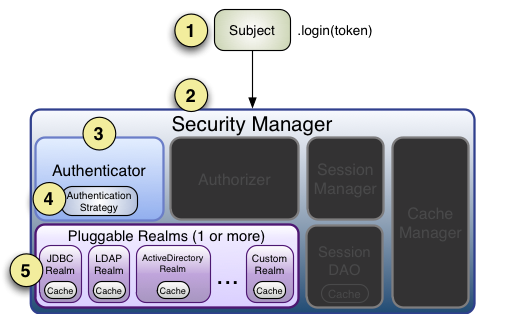 1
Subject
.login(token)
2
Security Manager
3
Authenticator
4
Authentication
Strategy
Authorizer
Session
Manager
Cache
Manager
Pluggable Realms (1 or more)
5
JDBC
Realm
Cache
LDAP
Realm
Cache
ActiveDirectory
Realm
Cache
...
Custom
Realm
Cache
Session
DAO
Cache